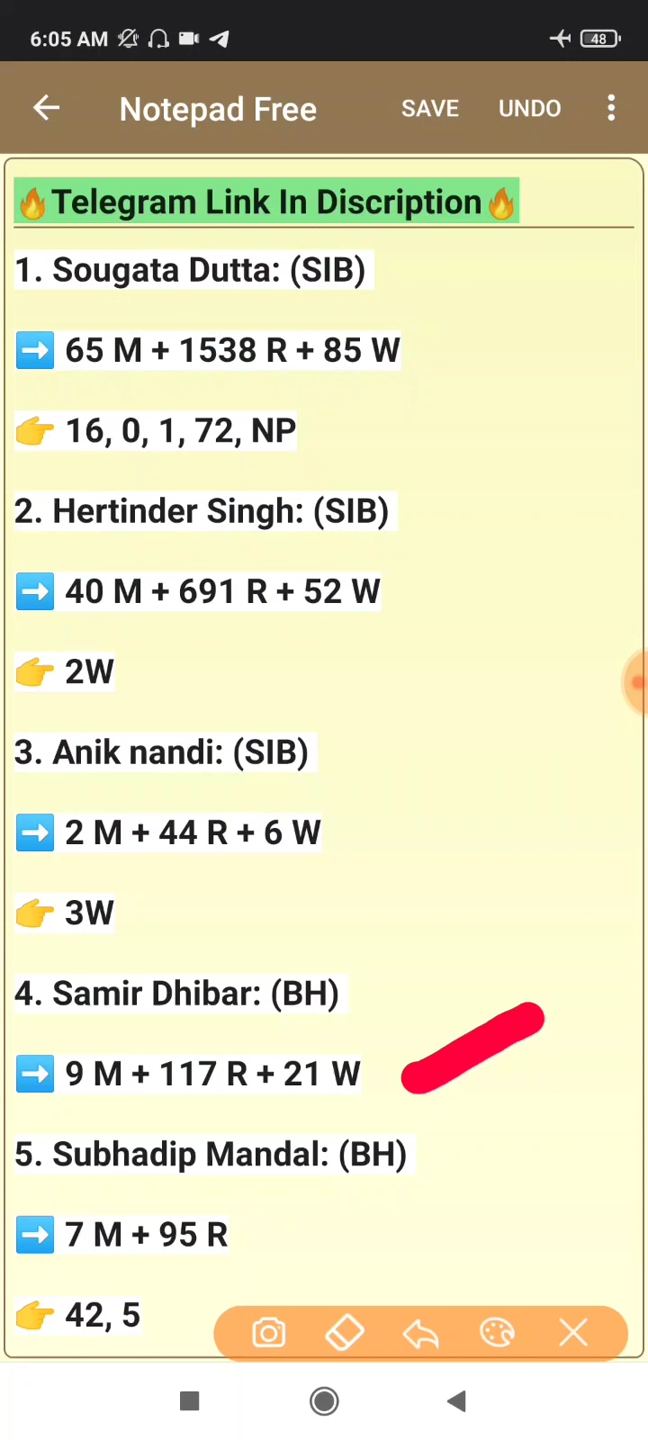 6:05 AM 48
Notepad Free SAVE UNDO
🔥Telegram Link In Discription🔥
1. Sougata Dutta: (SIB)
➡️ 65 M + 1538 R + 85 W
👉 16, 0, 1, 72, NP
2. Hertinder Singh: (SIB)
➡️ 40 M + 691 R + 52 W
👉 2W
3. Anik nandi: (SIB)
➡️ 2 M + 44 R + 6 W
👉 3W
4. Samir Dhibar: (BH)
➡️ 9 M + 117 R + 21 W
5. Subhadip Mandal: (BH)
➡️ 7 M + 95 R
👉 42, 5